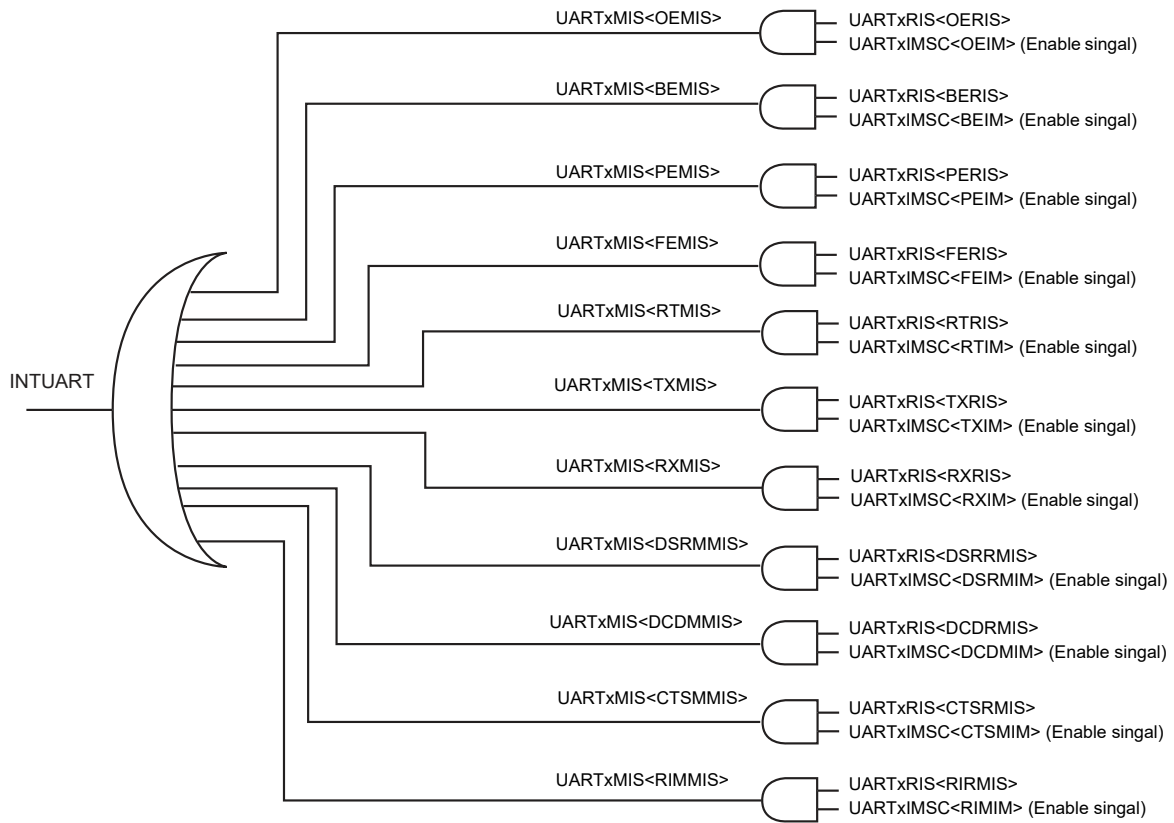 UARTxMIS<OEMIS>
UARTxRIS<OERIS>
UARTxIMSC<OEIM> (Enable singal)
UARTxMIS<BEMIS>
UARTxRIS<BERIS>
UARTxIMSC<BEIM> (Enable singal)
UARTxMIS<PEMIS>
UARTxRIS<PERIS>
UARTxIMSC<PEIM> (Enable singal)
UARTxMIS<FEMIS>
UARTxRIS<FERIS>
UARTxIMSC<FEIM> (Enable singal)
UARTxMIS<RTMIS>
UARTxRIS<RTRIS>
UARTxIMSC<RTIM> (Enable singal)
INTUART
UARTxMIS<TXMIS>
UARTxRIS<TXRIS>
UARTxIMSC<TXIM> (Enable singal)
UARTxMIS<RXMIS>
UARTxRIS<RXRIS>
UARTxIMSC<RXIM> (Enable singal)
UARTxMIS<DSRMMIS>
UARTxRIS<DSRRMIS>
UARTxIMSC<DSRMIM> (Enable singal)
UARTxMIS<DCDMMIS>
UARTxRIS<DCDRMIS>
UARTxIMSC<DCDMIM> (Enable singal)
UARTxMIS<CTSMMIS>
UARTxRIS<CTSRMIS>
UARTxIMSC<CTSMIM> (Enable singal)
UARTxMIS<RIMMIS>
UARTxRIS<RIRMIS>
UARTxIMSC<RIMIM> (Enable singal)